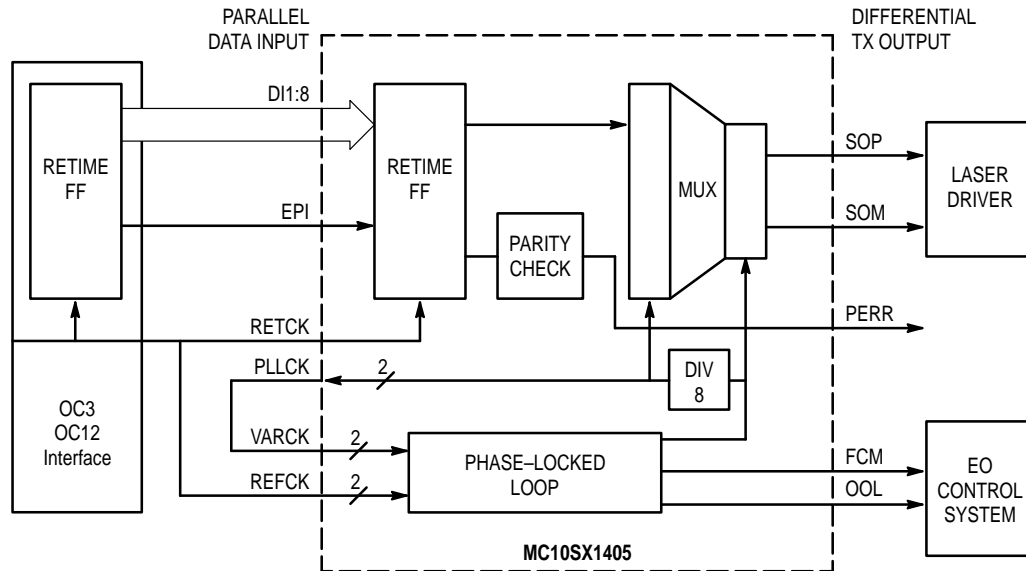 PARALLEL
DATA INPUT
DIFFERENTIAL
TX OUTPUT
DI1:8
RETIME
FF
RETIME
FF
MUX
SOP
LASER
DRIVER
EPI
SOM
PARITY
CHECK
RETCK
PERR
PLLCK
2
DIV
8
OC3
OC12
Interface
VARCK
2
PHASE–LOCKED
LOOP
FCM
EO
CONTROL
SYSTEM
REFCK
2
OOL
MC10SX1405